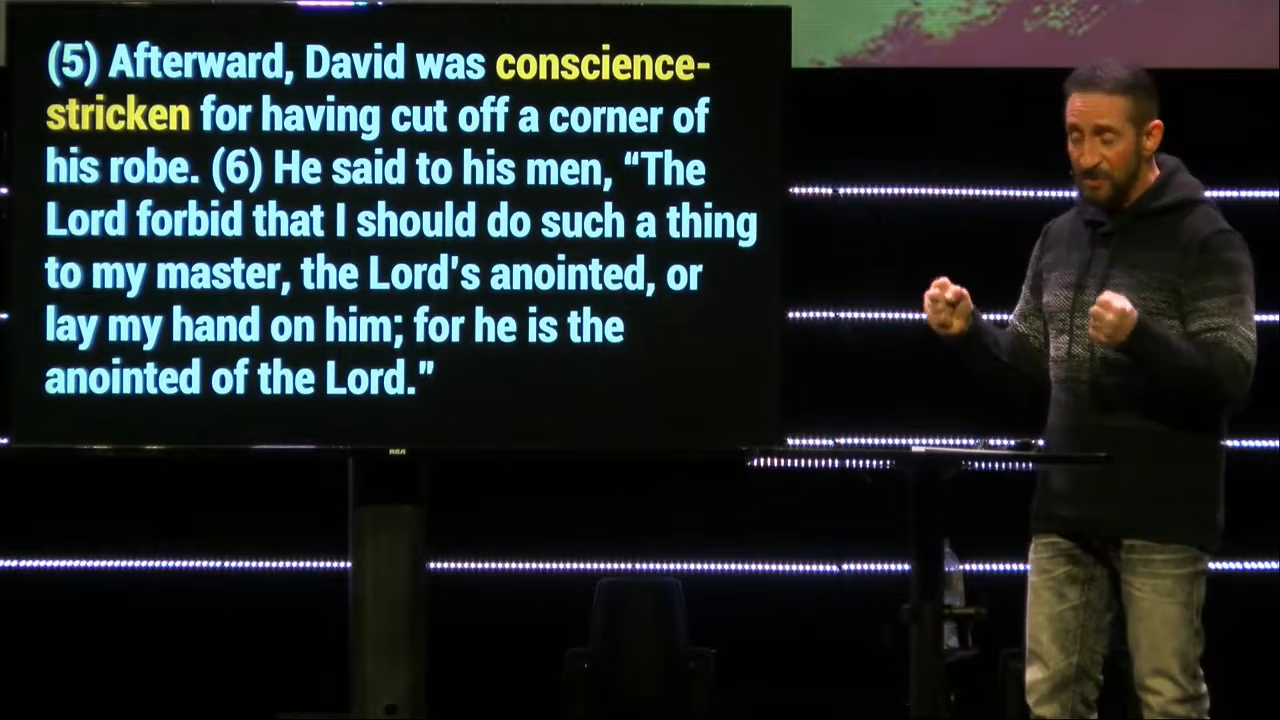 (5) Afterward, David was conscience-
stricken for having cut off a corner of
his robe. (6) He said to his men, “The
Lord forbid that I should do such a thing
to my master, the Lord’s anointed, or
lay my hand on him; for he is the
anointed of the Lord.”
RCA